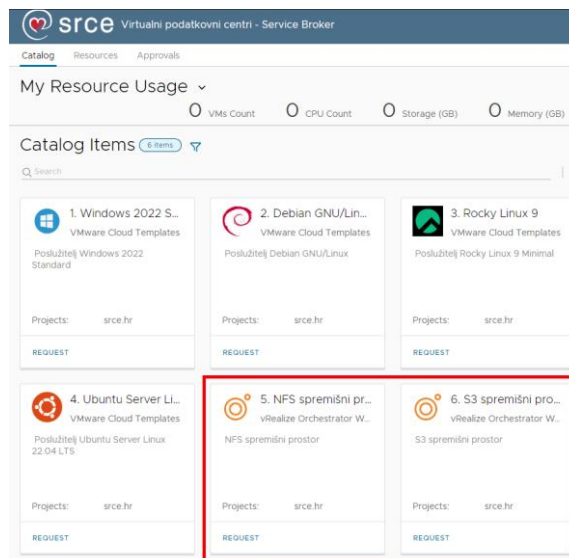 srce Virtualni podatkovni centri - Service Broker
Catalog Resources Approvals
My Resource Usage
0 VMs Count 0 CPU Count 0 Storage (GB) 0 Memory (GB)
Catalog Items 6 items
Search
1. Windows 2022 S...
VMware Cloud Templates
Poslužitelj Windows 2022
Standard
Projects: srce.hr
REQUEST
2. Debian GNU/Lin...
VMware Cloud Templates
Poslužitelj Debian GNU/Linux
Projects: srce.hr
REQUEST
3. Rocky Linux 9
VMware Cloud Templates
Poslužitelj Rocky Linux 9 Minimal
Projects: srce.hr
REQUEST
4. Ubuntu Server Li...
VMware Cloud Templates
Poslužitelj Ubuntu Server Linux
22.04 LTS
Projects: srce.hr
REQUEST
5. NFS spremišni pr...
vRealize Orchestrator W...
NFS spremišni prostor
Projects: srce.hr
REQUEST
6. S3 spremišni pro...
vRealize Orchestrator W...
S3 spremišni prostor
Projects: srce.hr
REQUEST